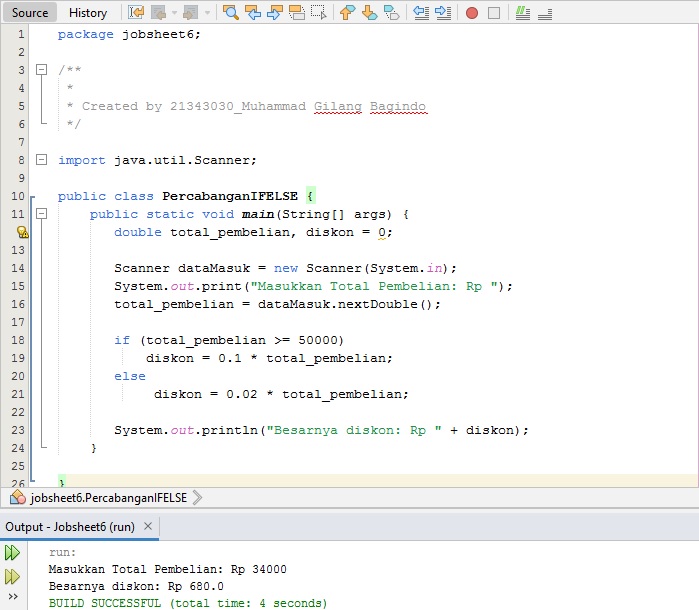 Source History
1 package jobsheet6;
2
3 /**
4 *
5 * Created by 21343030_Muhammad Gilang Bagindo
6 */
7
8 import java.util.Scanner;
9
10 public class PercabanganIFELSE {
11 public static void main(String[] args) {
double total_pembelian, diskon = 0;
13
14 Scanner dataMasuk = new Scanner(System.in);
15 System.out.print("Masukkan Total Pembelian: Rp ");
16 total_pembelian = dataMasuk.nextDouble();
17
18 if (total_pembelian >= 50000)
19 diskon = 0.1 * total_pembelian;
20 else
21 diskon = 0.02 * total_pembelian;
22
23 System.out.println("Besarnya diskon: Rp " + diskon);
24 }
25
26 }
jobsheet6.PercabanganIFELSE
Output - Jobsheet6 (run) ×
run:
Masukkan Total Pembelian: Rp 34000
Besarnya diskon: Rp 680.0
BUILD SUCCESSFUL (total time: 4 seconds)